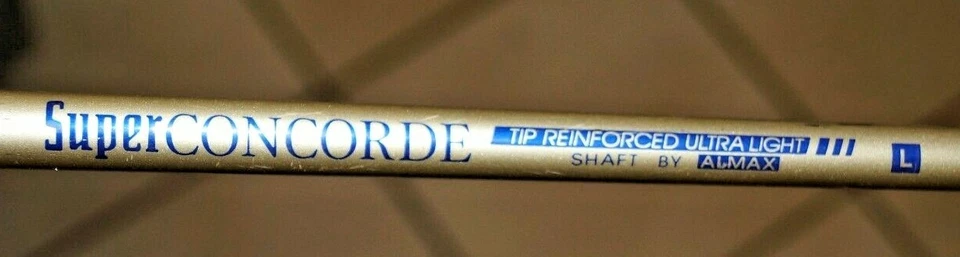 SuperCONCORDE TIP REINFORCED ULTRA LIGHT L
SHAFT BY ALMAX